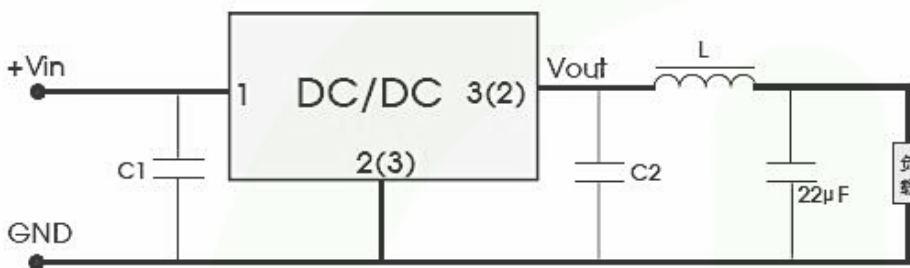 +Vin
1
DC/DC
3(2)
2(3)
Vout
L
C1
C2
22μF
GND